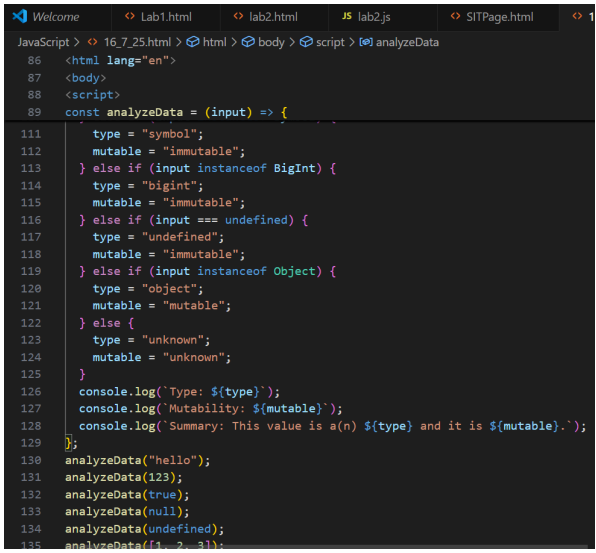 Welcome <> Lab1.html <> lab2.html JS lab2.js <> SITPage.html <> 1
JavaScript > <> 16_7_25.html > html > body > script > analyzeData
86 <html lang="en">
87 <body>
88 <script>
89 const analyzeData = (input) => {
111 type = "symbol";
112 mutable = "immutable";
113 } else if (input instanceof BigInt) {
114 type = "bigint";
115 mutable = "immutable";
116 } else if (input === undefined) {
117 type = "undefined";
118 mutable = "immutable";
119 } else if (input instanceof Object) {
120 type = "object";
121 mutable = "mutable";
122 } else {
123 type = "unknown";
124 mutable = "unknown";
125 }
126 console.log(`Type: ${type}`);
127 console.log(`Mutability: ${mutable}`);
128 console.log(`Summary: This value is a(n) ${type} and it is ${mutable}.`);
129 };
130 analyzeData("hello");
131 analyzeData(123);
132 analyzeData(true);
133 analyzeData(null);
134 analyzeData(undefined);
135 analyzeData([1, 2, 3]);